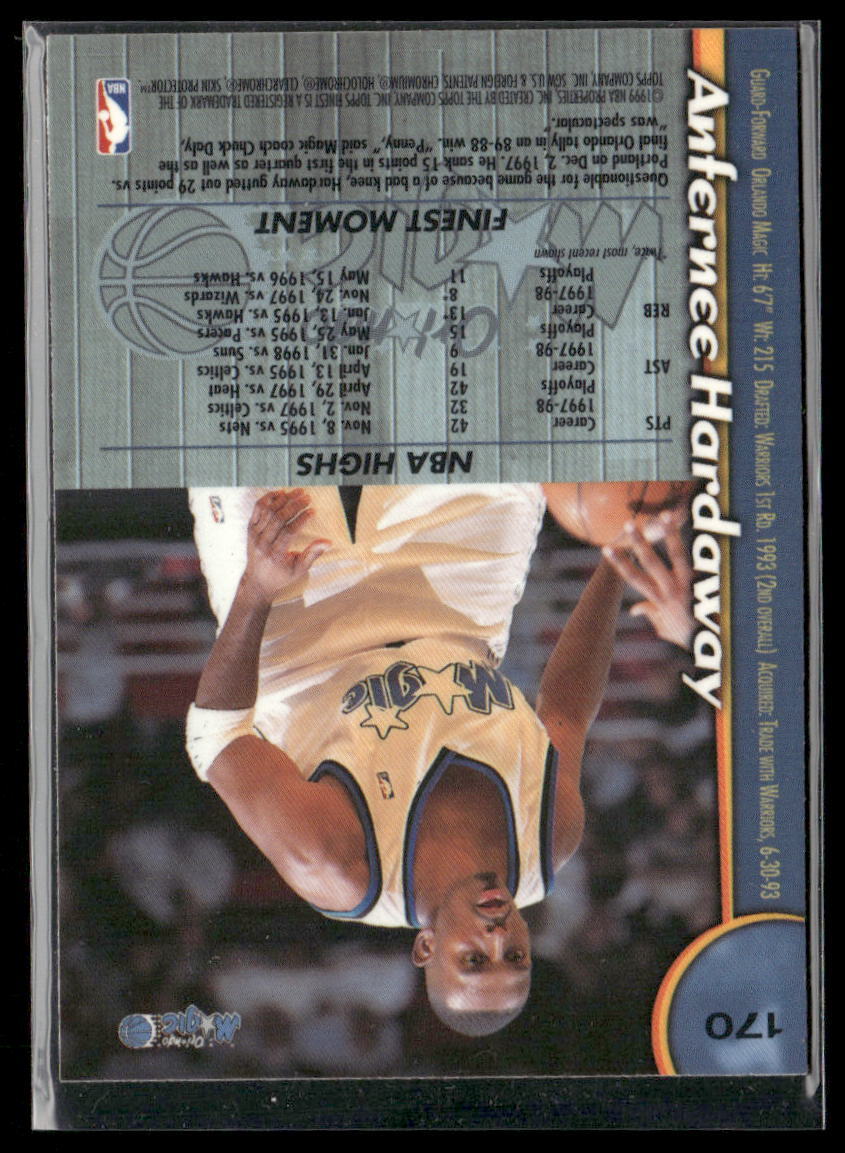 170
Orlando
Magic
Anfernee Hardaway
GUARD-FORWARD ORLANDO MAGIC HT: 6'7" WT: 215 DRAFTED: WARRIORS 1ST RD. 1993 (2ND OVERALL) ACQUIRED: TRADE WITH WARRIORS, 6-30-93
Magic
NBA HIGHS
PTS Career 42 Nov. 8, 1995 vs. Nets
1997-98 32 Nov. 2, 1997 vs. Celtics
Playoffs 42 April 29, 1997 vs. Heat
AST Career 19 April 13, 1995 vs. Celtics
1997-98 9 Jan. 31, 1998 vs. Suns
Playoffs 15 May 25, 1995 vs. Pacers
REB Career 13* Jan. 13, 1995 vs. Hawks
1997-98 8* Nov. 24, 1997 vs. Wizards
Playoffs 11 May 15, 1996 vs. Hawks
*Twice, most recent shown
Orlando
Magic
FINEST MOMENT
Questionable for the game because of a bad knee, Hardaway gutted out 29 points vs.
Portland on Dec. 2, 1997. He sank 15 points in the first quarter as well as the
final Orlando tally in an 89-88 win. "Penny," said Magic coach Chuck Daly,
"was spectacular."
©1999 NBA PROPERTIES, INC. CREATED BY THE TOPPS COMPANY, INC. TOPPS FINEST IS A REGISTERED TRADEMARK OF THE
TOPPS COMPANY, INC. SGW U.S. & FOREIGN PATENTS. CHROMIUM®, HOLOCHROME®, CLEARCHROME®, SKIN PROTECTOR™.
NBA